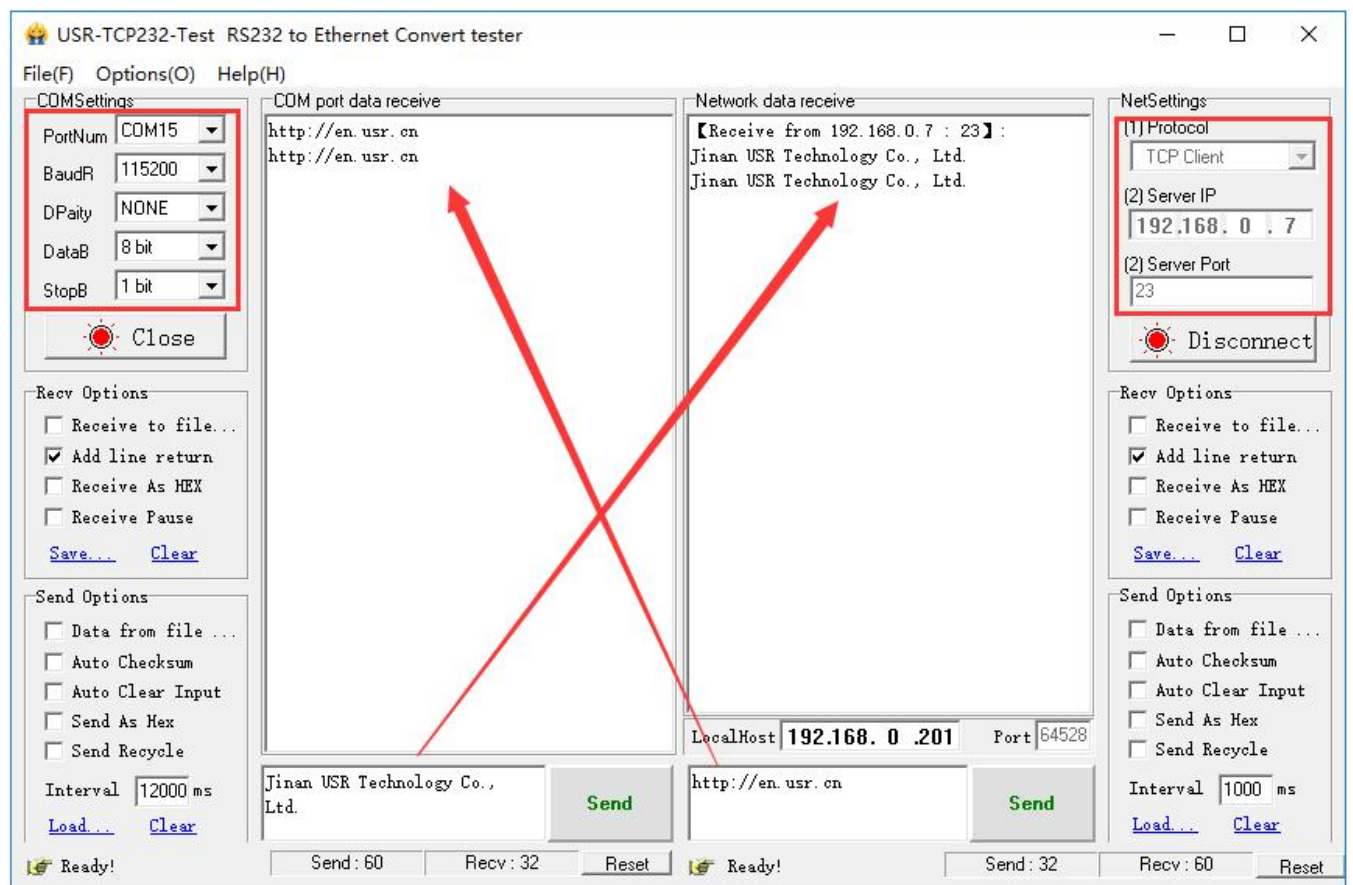 USR-TCP232-Test RS232 to Ethernet Convert tester
File(F) Options(O) Help(H)
COMSettings
PortNum COM15
BaudR 115200
DPaity NONE
DataB 8 bit
StopB 1 bit
Close
Recv Options
Receive to file...
Add line return
Receive As HEX
Receive Pause
Save... Clear
Send Options
Data from file ...
Auto Checksum
Auto Clear Input
Send As Hex
Send Recycle
Interval 12000 ms
Load... Clear
COM port data receive
http://en.usr.cn
http://en.usr.cn
Jinan USR Technology Co.,
Ltd.
Send
Network data receive
【Receive from 192.168.0.7 : 23】:
Jinan USR Technology Co., Ltd.
Jinan USR Technology Co., Ltd.
LocalHost 192.168. 0 .201 Port 64528
http://en.usr.cn
Send
NetSettings
(1) Protocol
TCP Client
(2) Server IP
192.168. 0 . 7
(2) Server Port
23
Disconnect
Recv Options
Receive to file...
Add line return
Receive As HEX
Receive Pause
Save... Clear
Send Options
Data from file ...
Auto Checksum
Auto Clear Input
Send As Hex
Send Recycle
Interval 1000 ms
Load... Clear
Ready! Send : 60 Recv : 32 Reset
Ready! Send : 32 Recv : 60 Reset